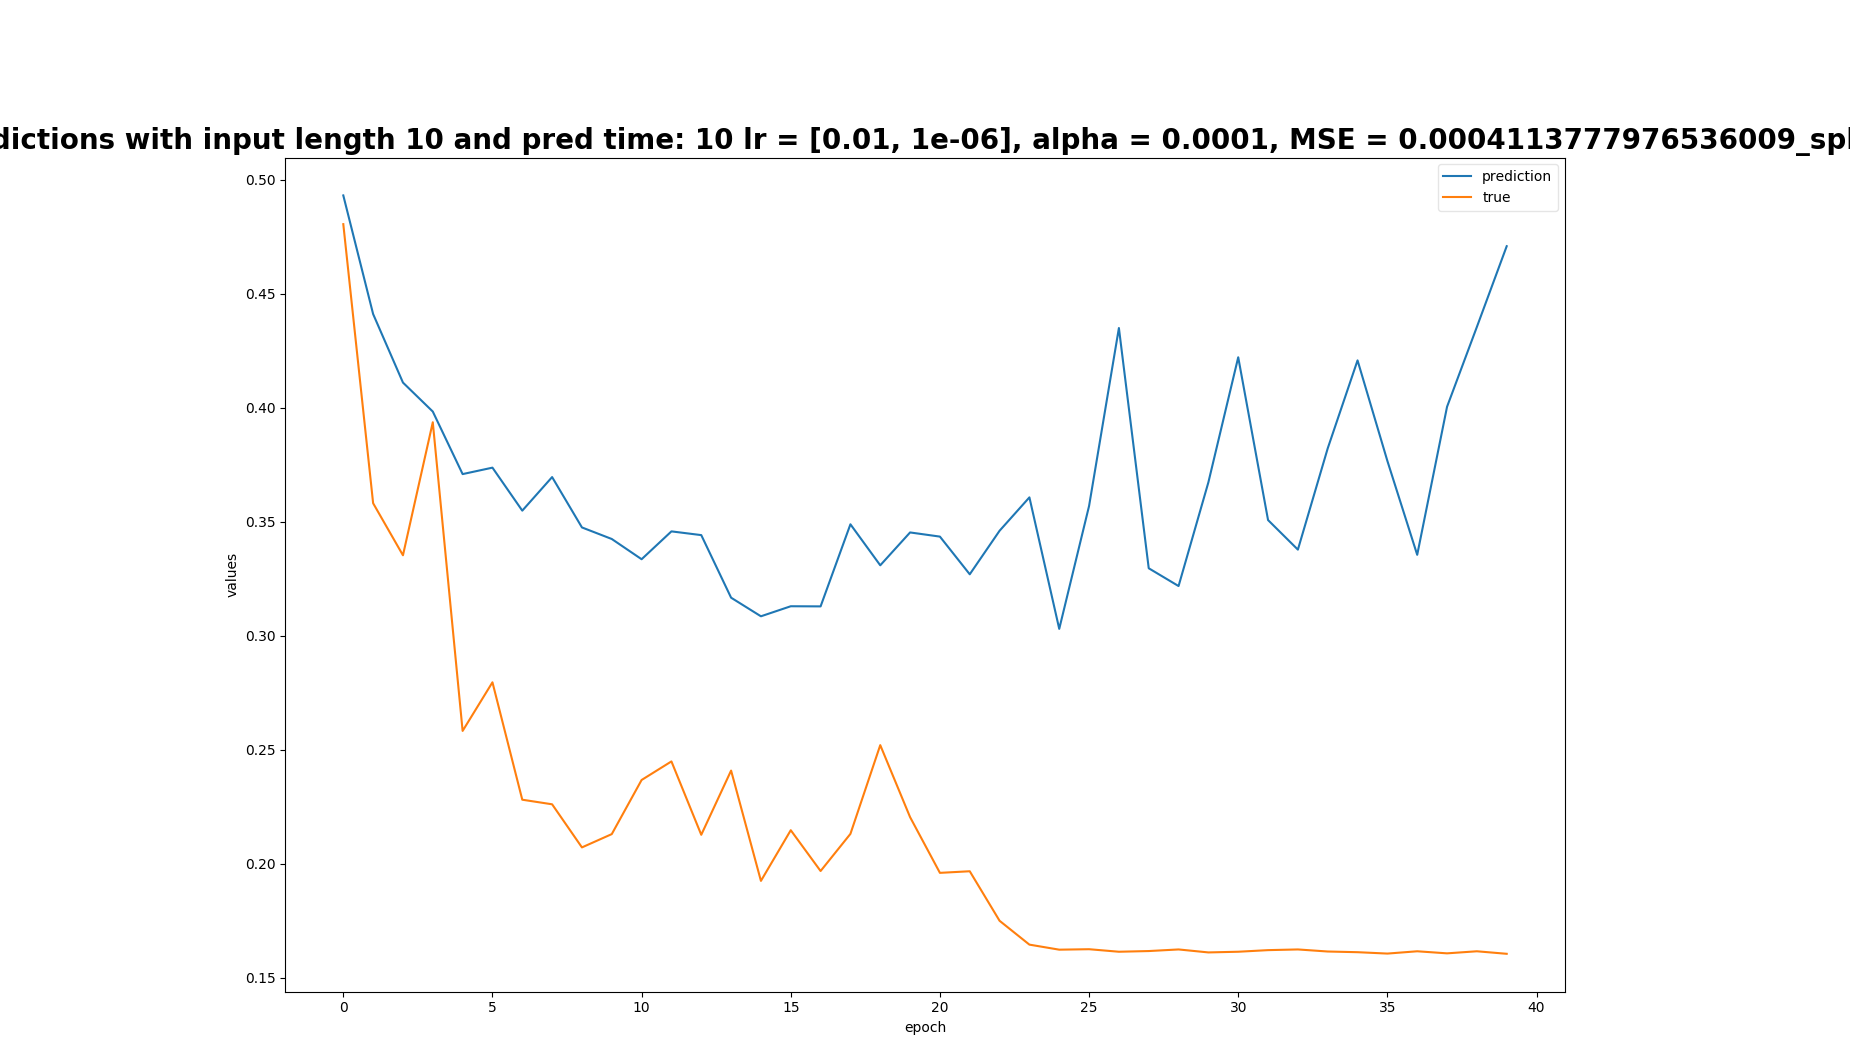 dictions with input length 10 and pred time: 10 lr = [0.01, 1e-06], alpha = 0.0001, MSE = 0.0004113777976536009_spl
prediction
true
0.50
0.45
0.40
0.35
0.30
0.25
0.20
0.15
values
0 5 10 15 20 25 30 35 40
epoch